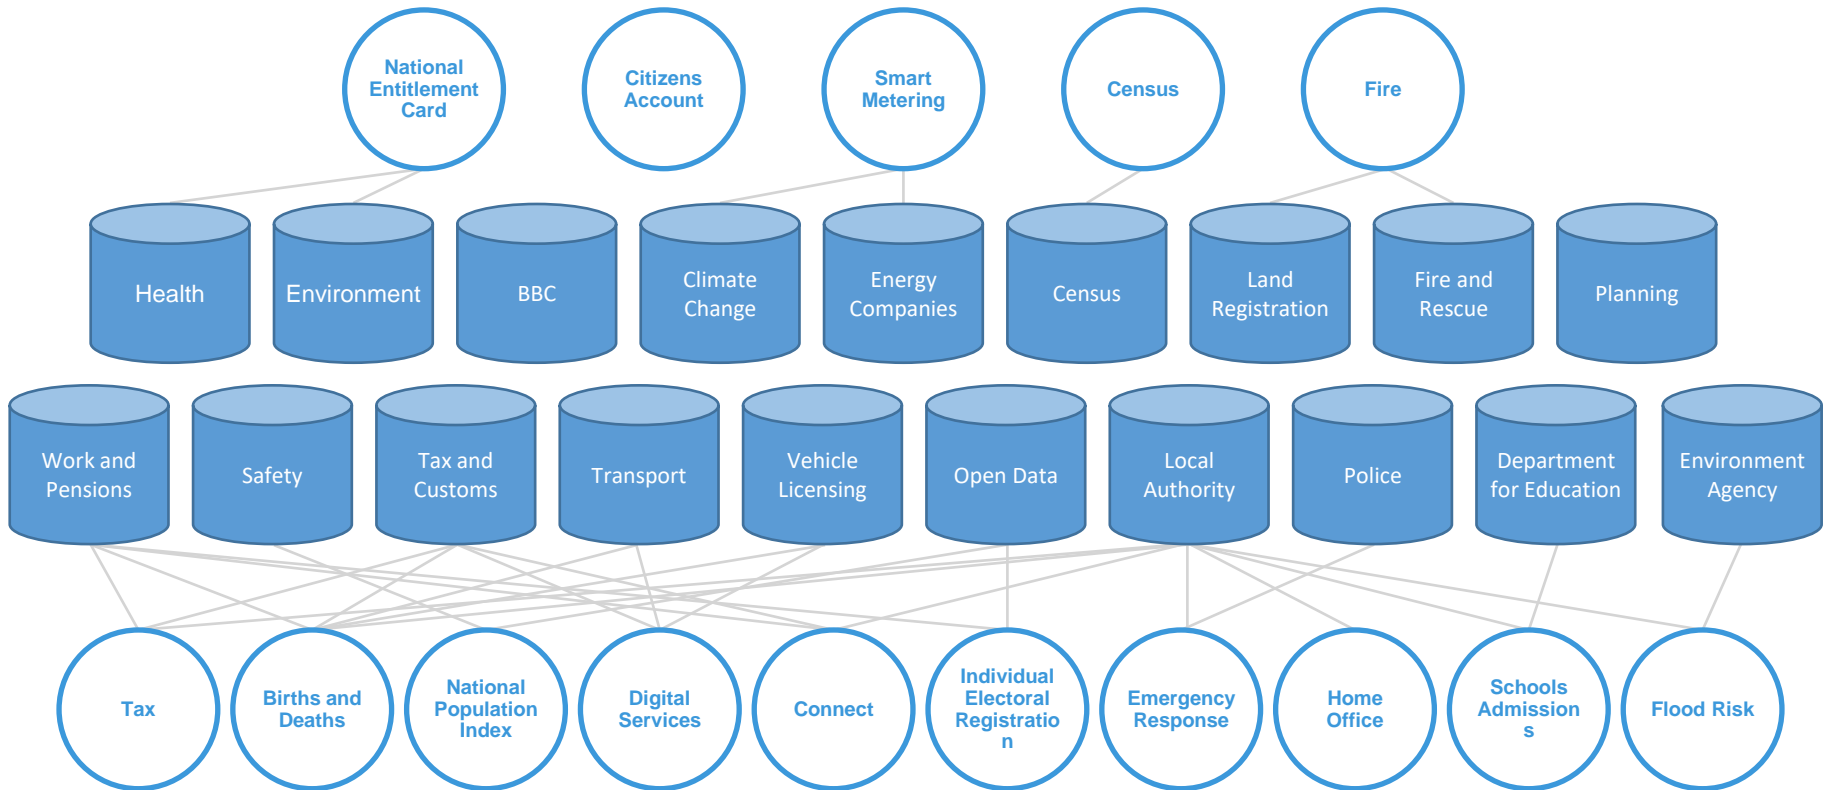 National
Entitlement
Card
Citizens
Account
Smart
Metering
Census
Fire
Health
Environment
BBC
Climate
Change
Energy
Companies
Census
Land
Registration
Fire and
Rescue
Planning
Work and
Pensions
Safety
Tax and
Customs
Transport
Vehicle
Licensing
Open Data
Local
Authority
Police
Department
for Education
Environment
Agency
Tax
Births and
Deaths
National
Population
Index
Digital
Services
Connect
Individual
Electoral
Registratio
n
Emergency
Response
Home
Office
Schools
Admission
s
Flood Risk